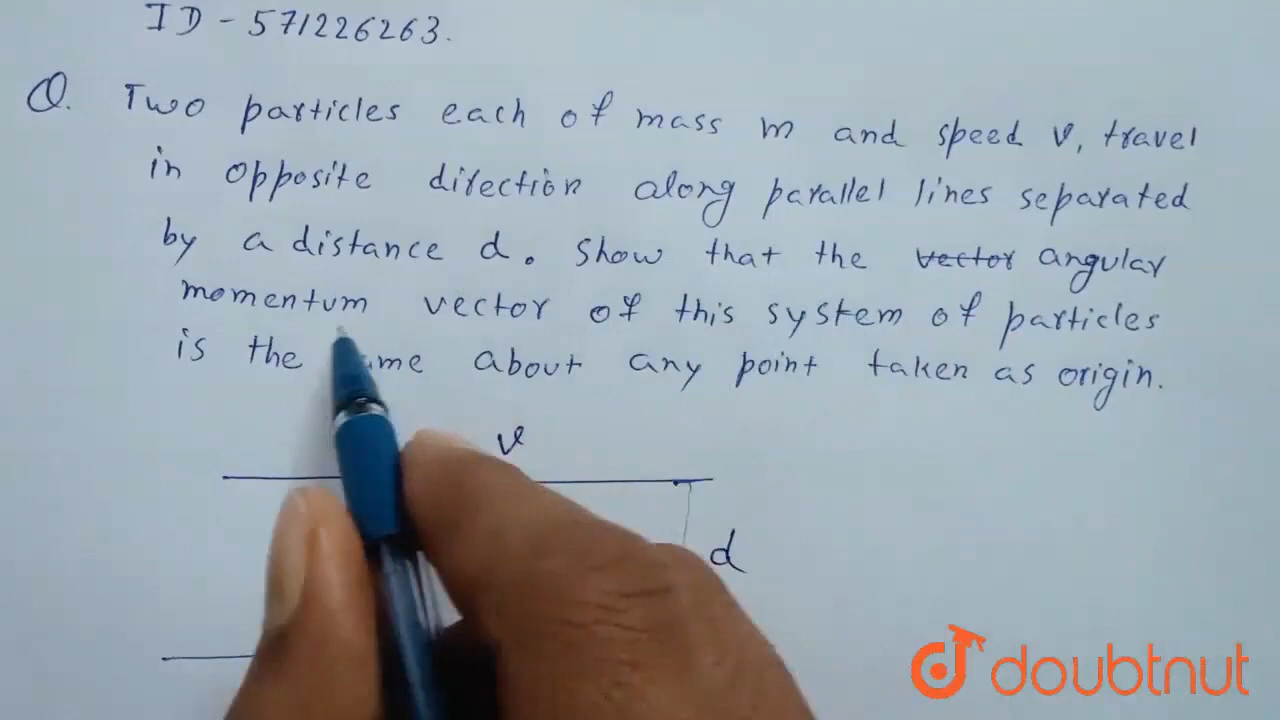 ID - 571226263.
Q. Two particles each of mass m and speed v, travel
in opposite direction along parallel lines separated
by a distance d. Show that the vector angular
momentum vector of this system of particles
is the ame about any point taken as origin.
v
d
doubtnut